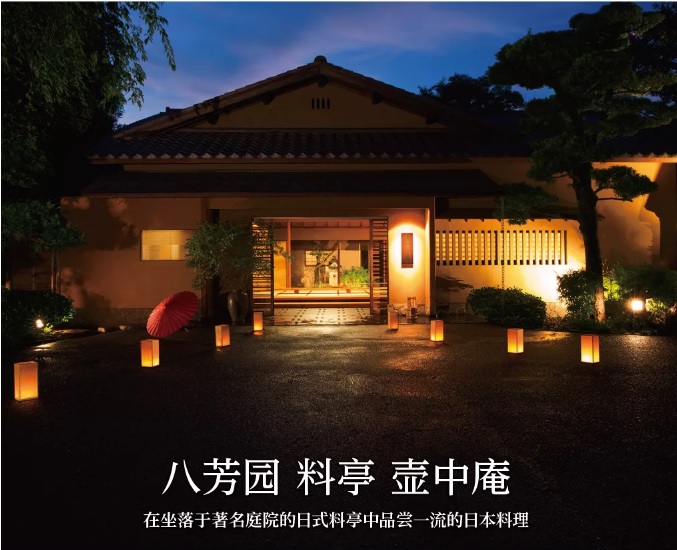 八芳园 料亭 壶中庵
在坐落于著名庭院的日式料亭中品尝一流的日本料理